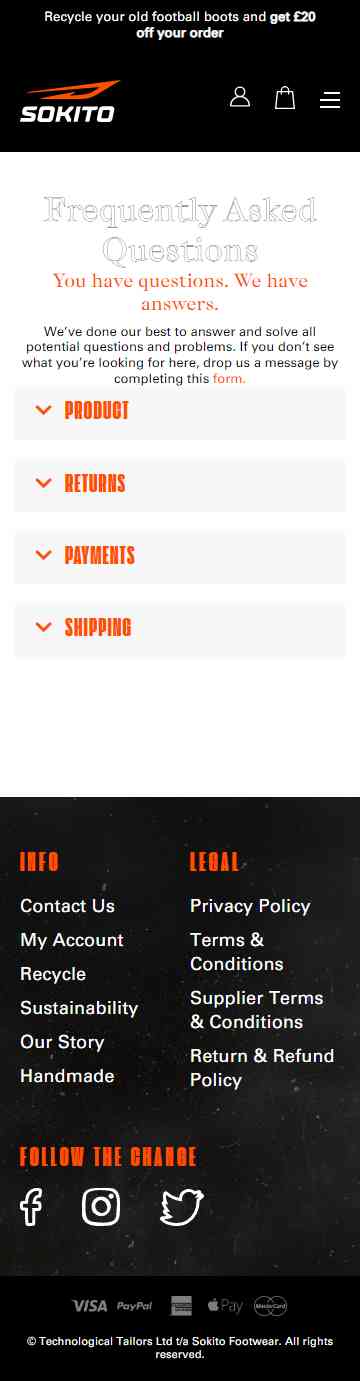 Recycle your old football boots and get £20
off your order
SOKITO
Frequently Asked
Questions
You have questions. We have
answers.
We've done our best to answer and solve all
potential questions and problems. If you don't see
what you're looking for here, drop us a message by
completing this form.
PRODUCT
RETURNS
PAYMENTS
SHIPPING
INFO
Contact Us
My Account
Recycle
Sustainability
Our Story
Handmade
LEGAL
Privacy Policy
Terms &
Conditions
Supplier Terms
& Conditions
Return & Refund
Policy
FOLLOW THE CHANGE
VISA PayPal Pay MasterCard
© Technological Tailors Ltd t/a Sokito Footwear. All rights
reserved.